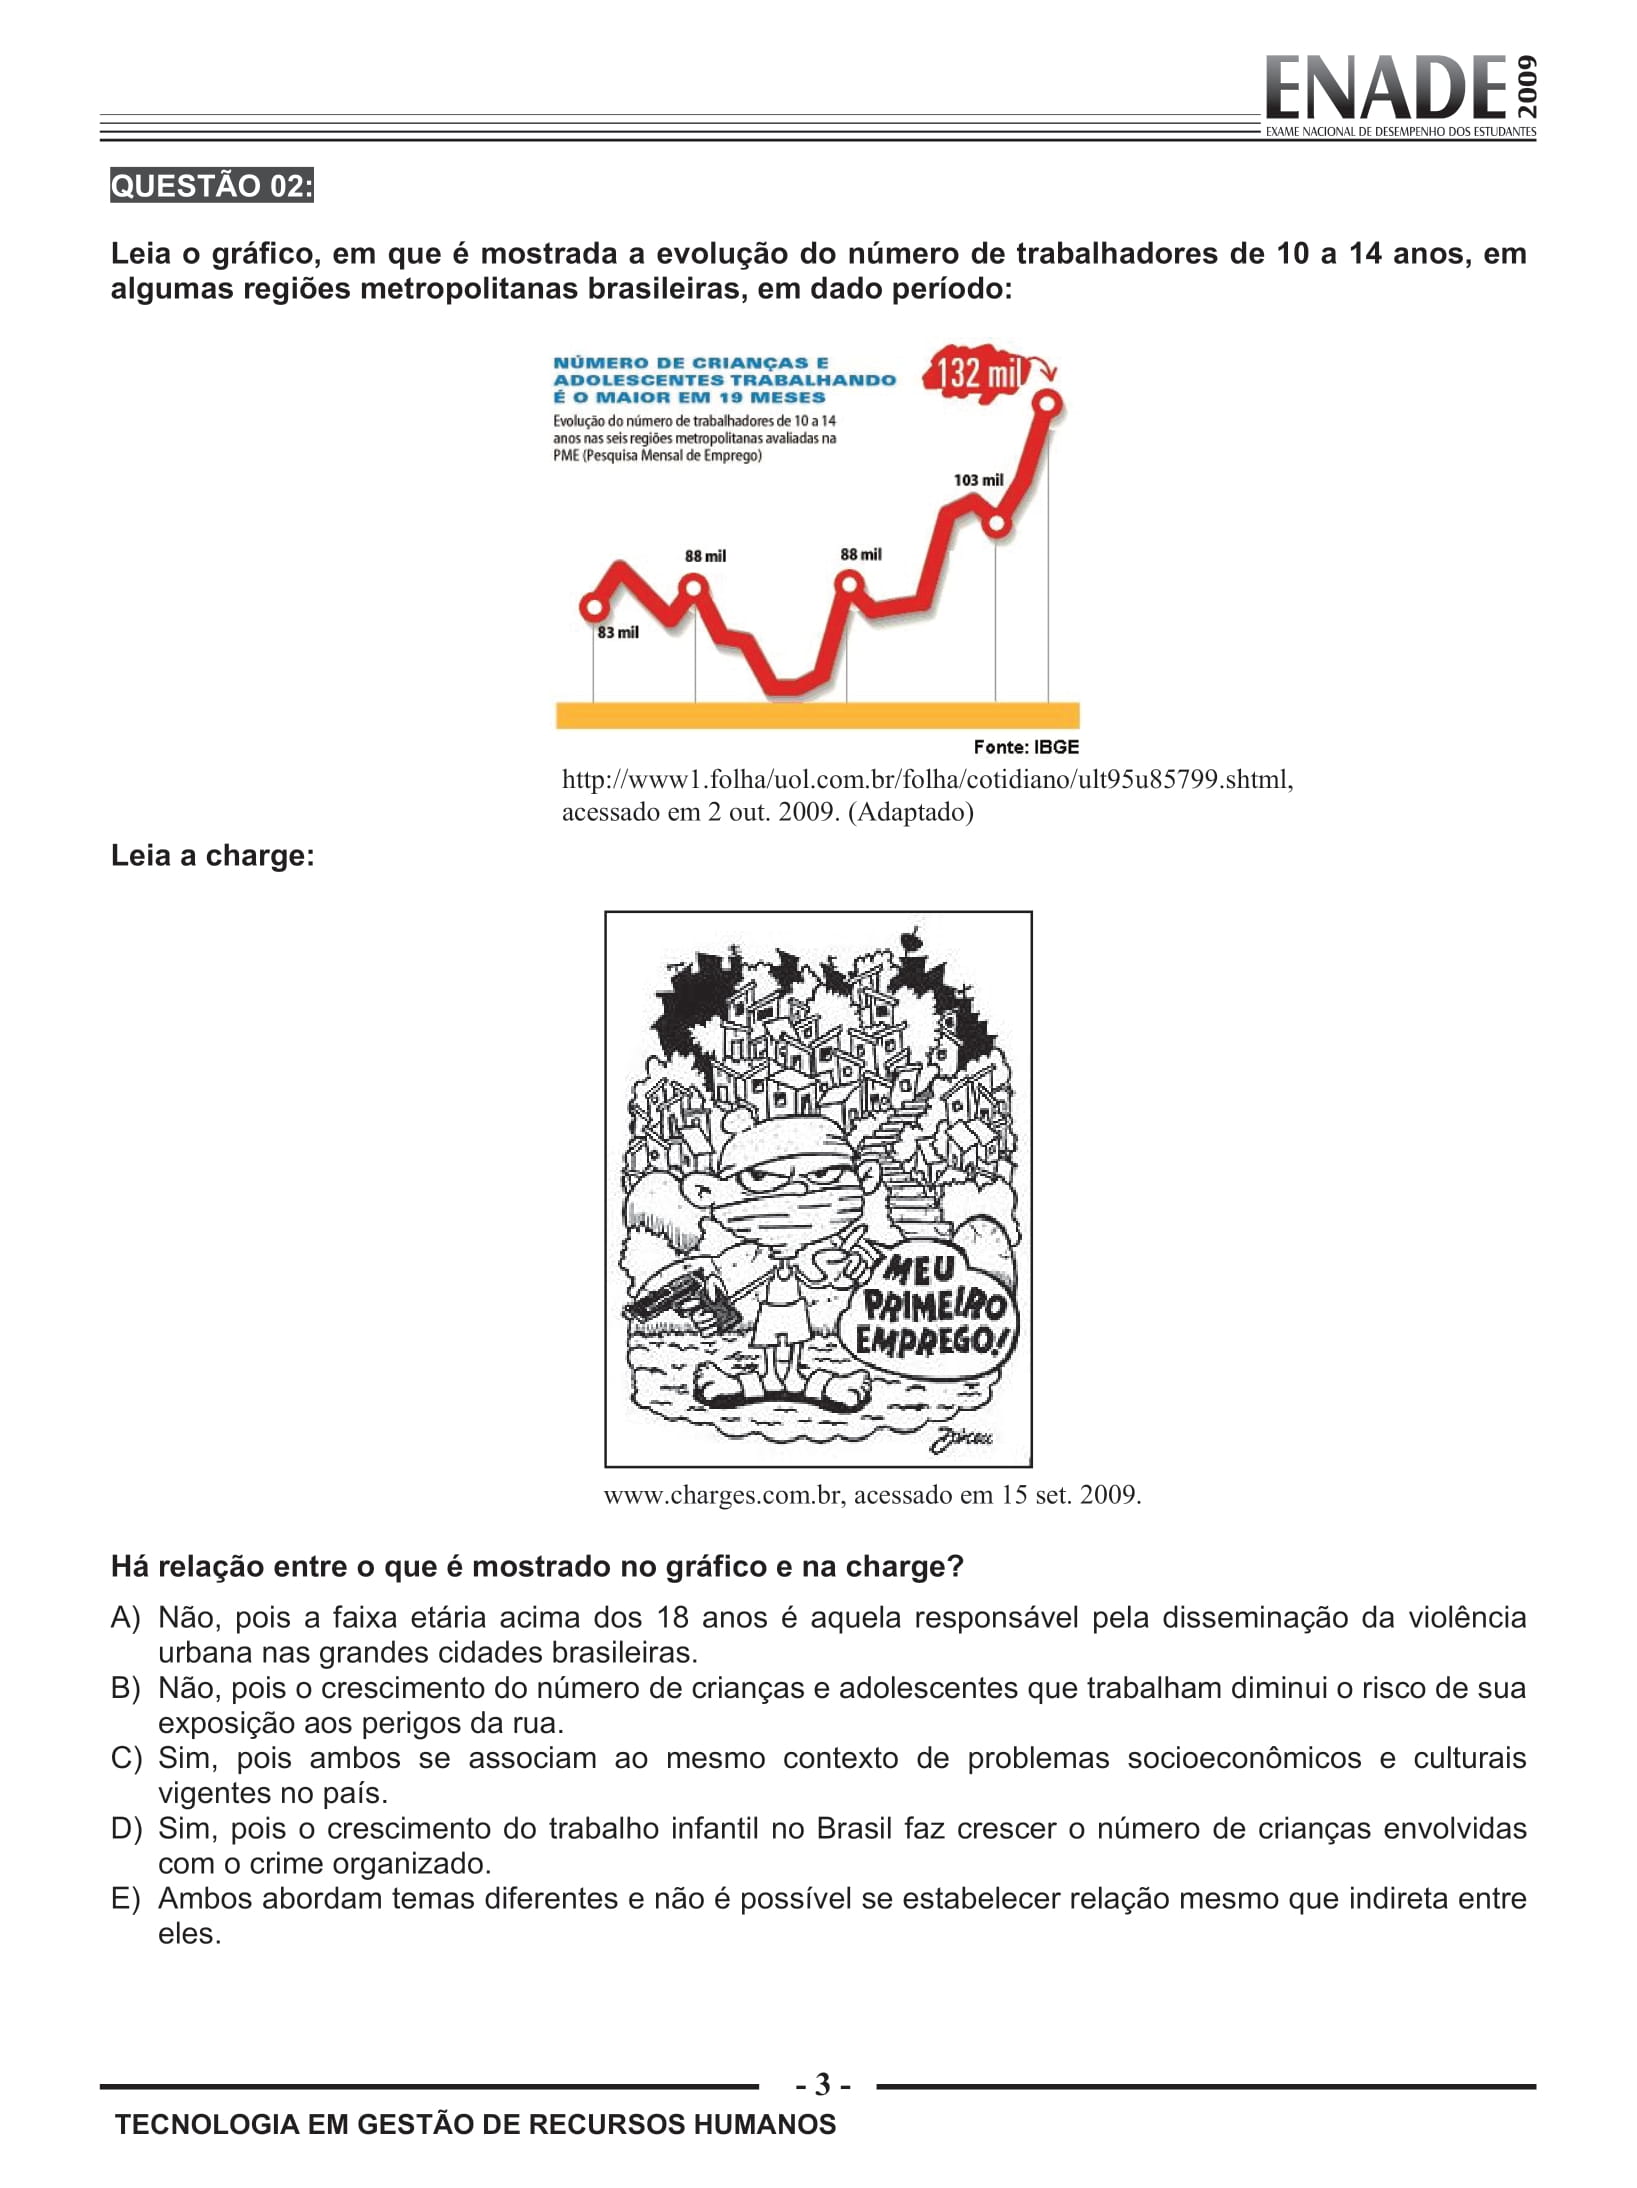 ENADE 2009
EXAME NACIONAL DE DESEMPENHO DOS ESTUDANTES
QUESTÃO 02:
Leia o gráfico, em que é mostrada a evolução do número de trabalhadores de 10 a 14 anos, em
algumas regiões metropolitanas brasileiras, em dado período:
NÚMERO DE CRIANÇAS E
ADOLESCENTES TRABALHANDO
É O MAIOR EM 19 MESES
Evolução do número de trabalhadores de 10 a 14
anos nas seis regiões metropolitanas avaliadas na
PME (Pesquisa Mensal de Emprego)
132 mil
103 mil
88 mil
88 mil
83 mil
Fonte: IBGE
http://www1.folha/uol.com.br/folha/cotidiano/ult95u85799.shtml,
acessado em 2 out. 2009. (Adaptado)
Leia a charge:
MEU
PRIMEIRO
EMPREGO!
www.charges.com.br, acessado em 15 set. 2009.
Há relação entre o que é mostrado no gráfico e na charge?
A) Não, pois a faixa etária acima dos 18 anos é aquela responsável pela disseminação da violência
urbana nas grandes cidades brasileiras.
B) Não, pois o crescimento do número de crianças e adolescentes que trabalham diminui o risco de sua
exposição aos perigos da rua.
C) Sim, pois ambos se associam ao mesmo contexto de problemas socioeconômicos e culturais
vigentes no país.
D) Sim, pois o crescimento do trabalho infantil no Brasil faz crescer o número de crianças envolvidas
com o crime organizado.
E) Ambos abordam temas diferentes e não é possível se estabelecer relação mesmo que indireta entre
eles.
- 3 -
TECNOLOGIA EM GESTÃO DE RECURSOS HUMANOS